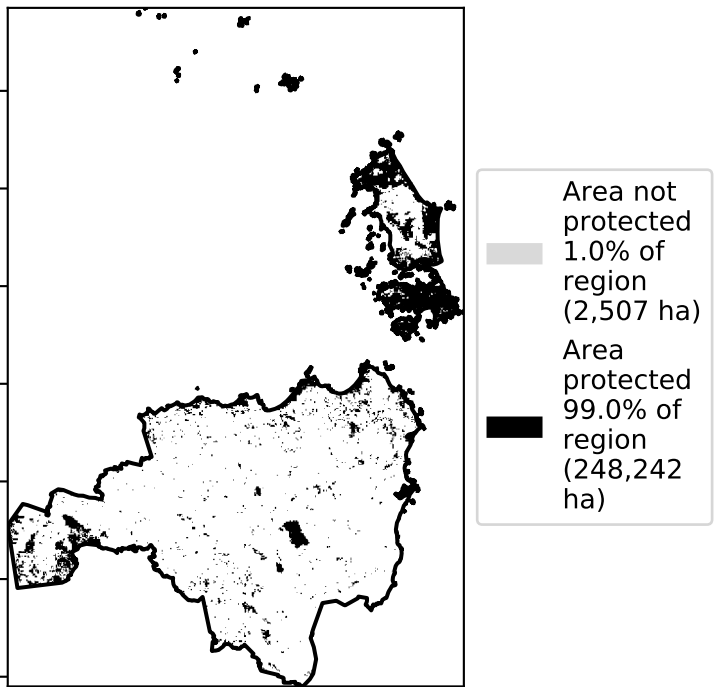 Area not
protected
1.0% of
region
(2,507 ha)
Area
protected
99.0% of
region
(248,242
ha)